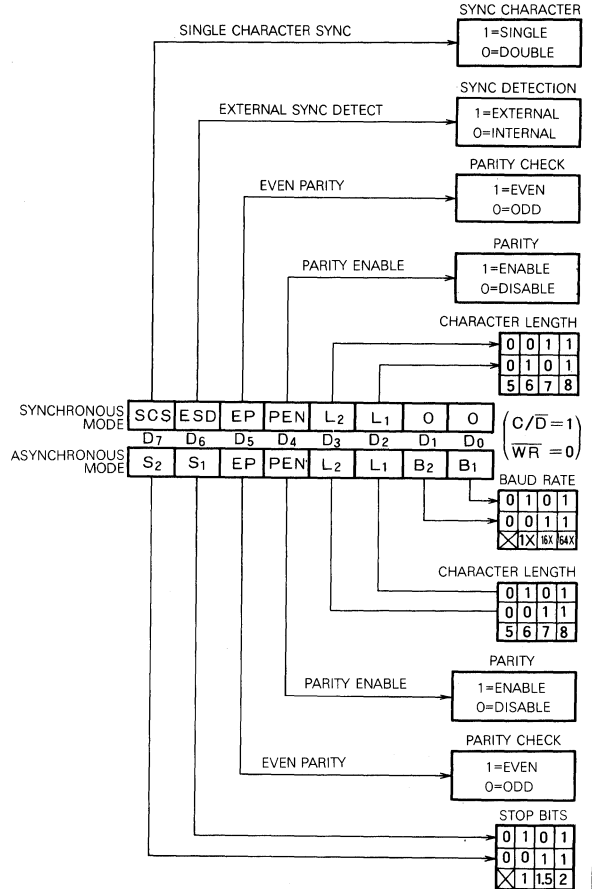 SYNC CHARACTER
SINGLE CHARACTER SYNC
1=SINGLE
0=DOUBLE
SYNC DETECTION
EXTERNAL SYNC DETECT
1=EXTERNAL
0=INTERNAL
PARITY CHECK
EVEN PARITY
1=EVEN
0=ODD
PARITY
PARITY ENABLE
1=ENABLE
0=DISABLE
CHARACTER LENGTH
0 0 1 1
0 1 0 1
5 6 7 8
SYNCHRONOUS MODE
SCS ESD EP PEN L2 L1 0 0
(C/D̅=1
W̅R̅=0)
D7 D6 D5 D4 D3 D2 D1 D0
ASYNCHRONOUS MODE
S2 S1 EP PEN L2 L1 B2 B1
BAUD RATE
0 1 0 1
0 0 1 1
1X 16X 64X
CHARACTER LENGTH
0 1 0 1
0 0 1 1
5 6 7 8
PARITY
PARITY ENABLE
1=ENABLE
0=DISABLE
PARITY CHECK
EVEN PARITY
1=EVEN
0=ODD
STOP BITS
0 1 0 1
0 0 1 1
1 1.5 2